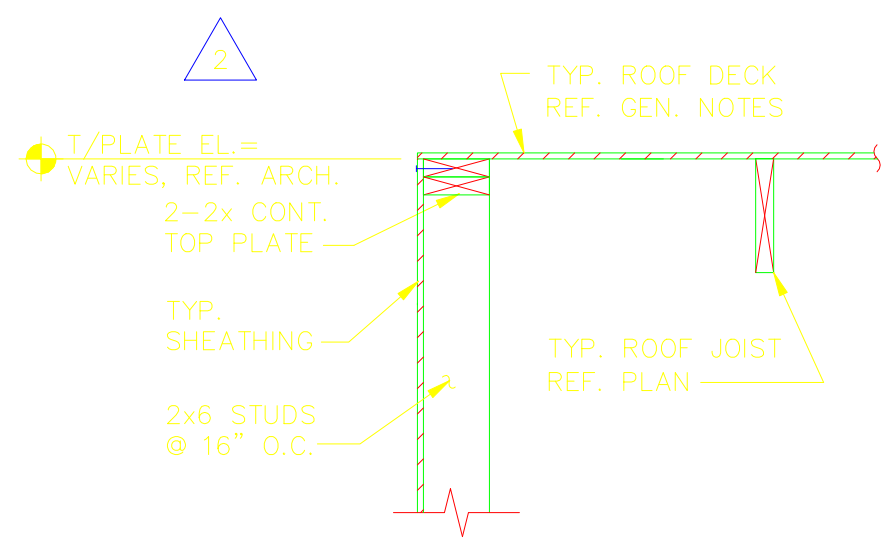 2
TYP. ROOF DECK
REF. GEN. NOTES
T/PLATE EL.=
VARIES, REF. ARCH.
2-2x CONT.
TOP PLATE
TYP.
SHEATHING
TYP. ROOF JOIST
REF. PLAN
2x6 STUDS
@ 16" O.C.